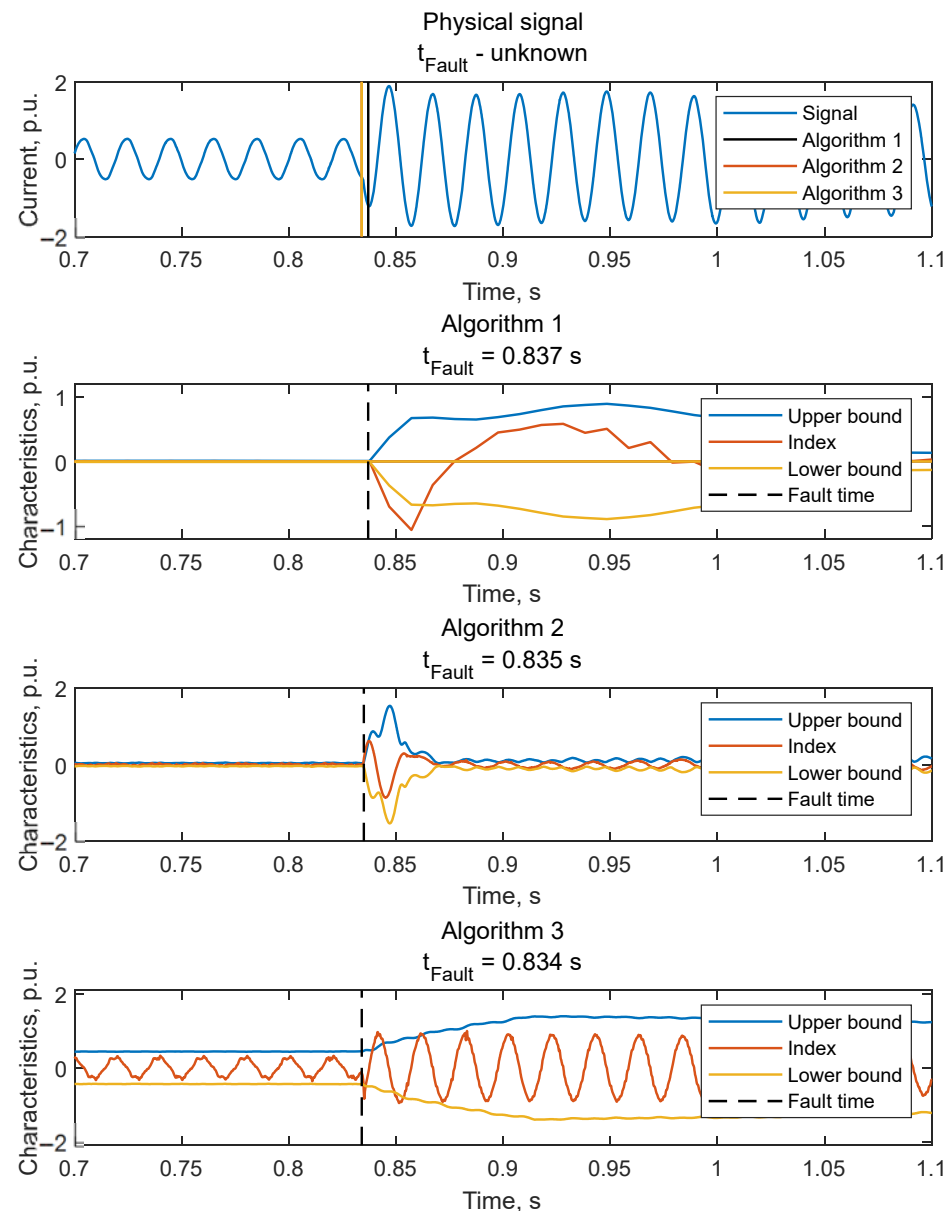 Physical signal
t_Fault - unknown
Current, p.u.
2
0
−2
Signal
Algorithm 1
Algorithm 2
Algorithm 3
0.7 0.75 0.8 0.85 0.9 0.95 1 1.05 1.1
Time, s
Algorithm 1
t_Fault = 0.837 s
Characteristics, p.u.
1
0
−1
Upper bound
Index
Lower bound
Fault time
0.7 0.75 0.8 0.85 0.9 0.95 1 1.05 1.1
Time, s
Algorithm 2
t_Fault = 0.835 s
Characteristics, p.u.
2
0
−2
Upper bound
Index
Lower bound
Fault time
0.7 0.75 0.8 0.85 0.9 0.95 1 1.05 1.1
Time, s
Algorithm 3
t_Fault = 0.834 s
Characteristics, p.u.
2
0
−2
Upper bound
Index
Lower bound
Fault time
0.7 0.75 0.8 0.85 0.9 0.95 1 1.05 1.1
Time, s